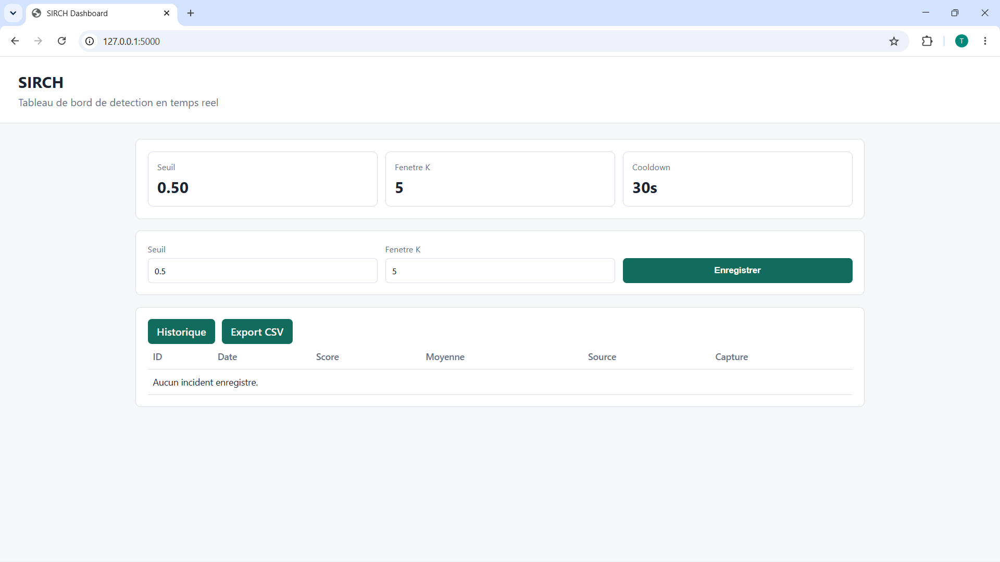 SIRCH Dashboard
127.0.0.1:5000
T
SIRCH
Tableau de bord de detection en temps reel
Seuil
0.50
Fenetre K
5
Cooldown
30s
Seuil
0.5
Fenetre K
5
Enregistrer
Historique
Export CSV
ID Date Score Moyenne Source Capture
Aucun incident enregistre.